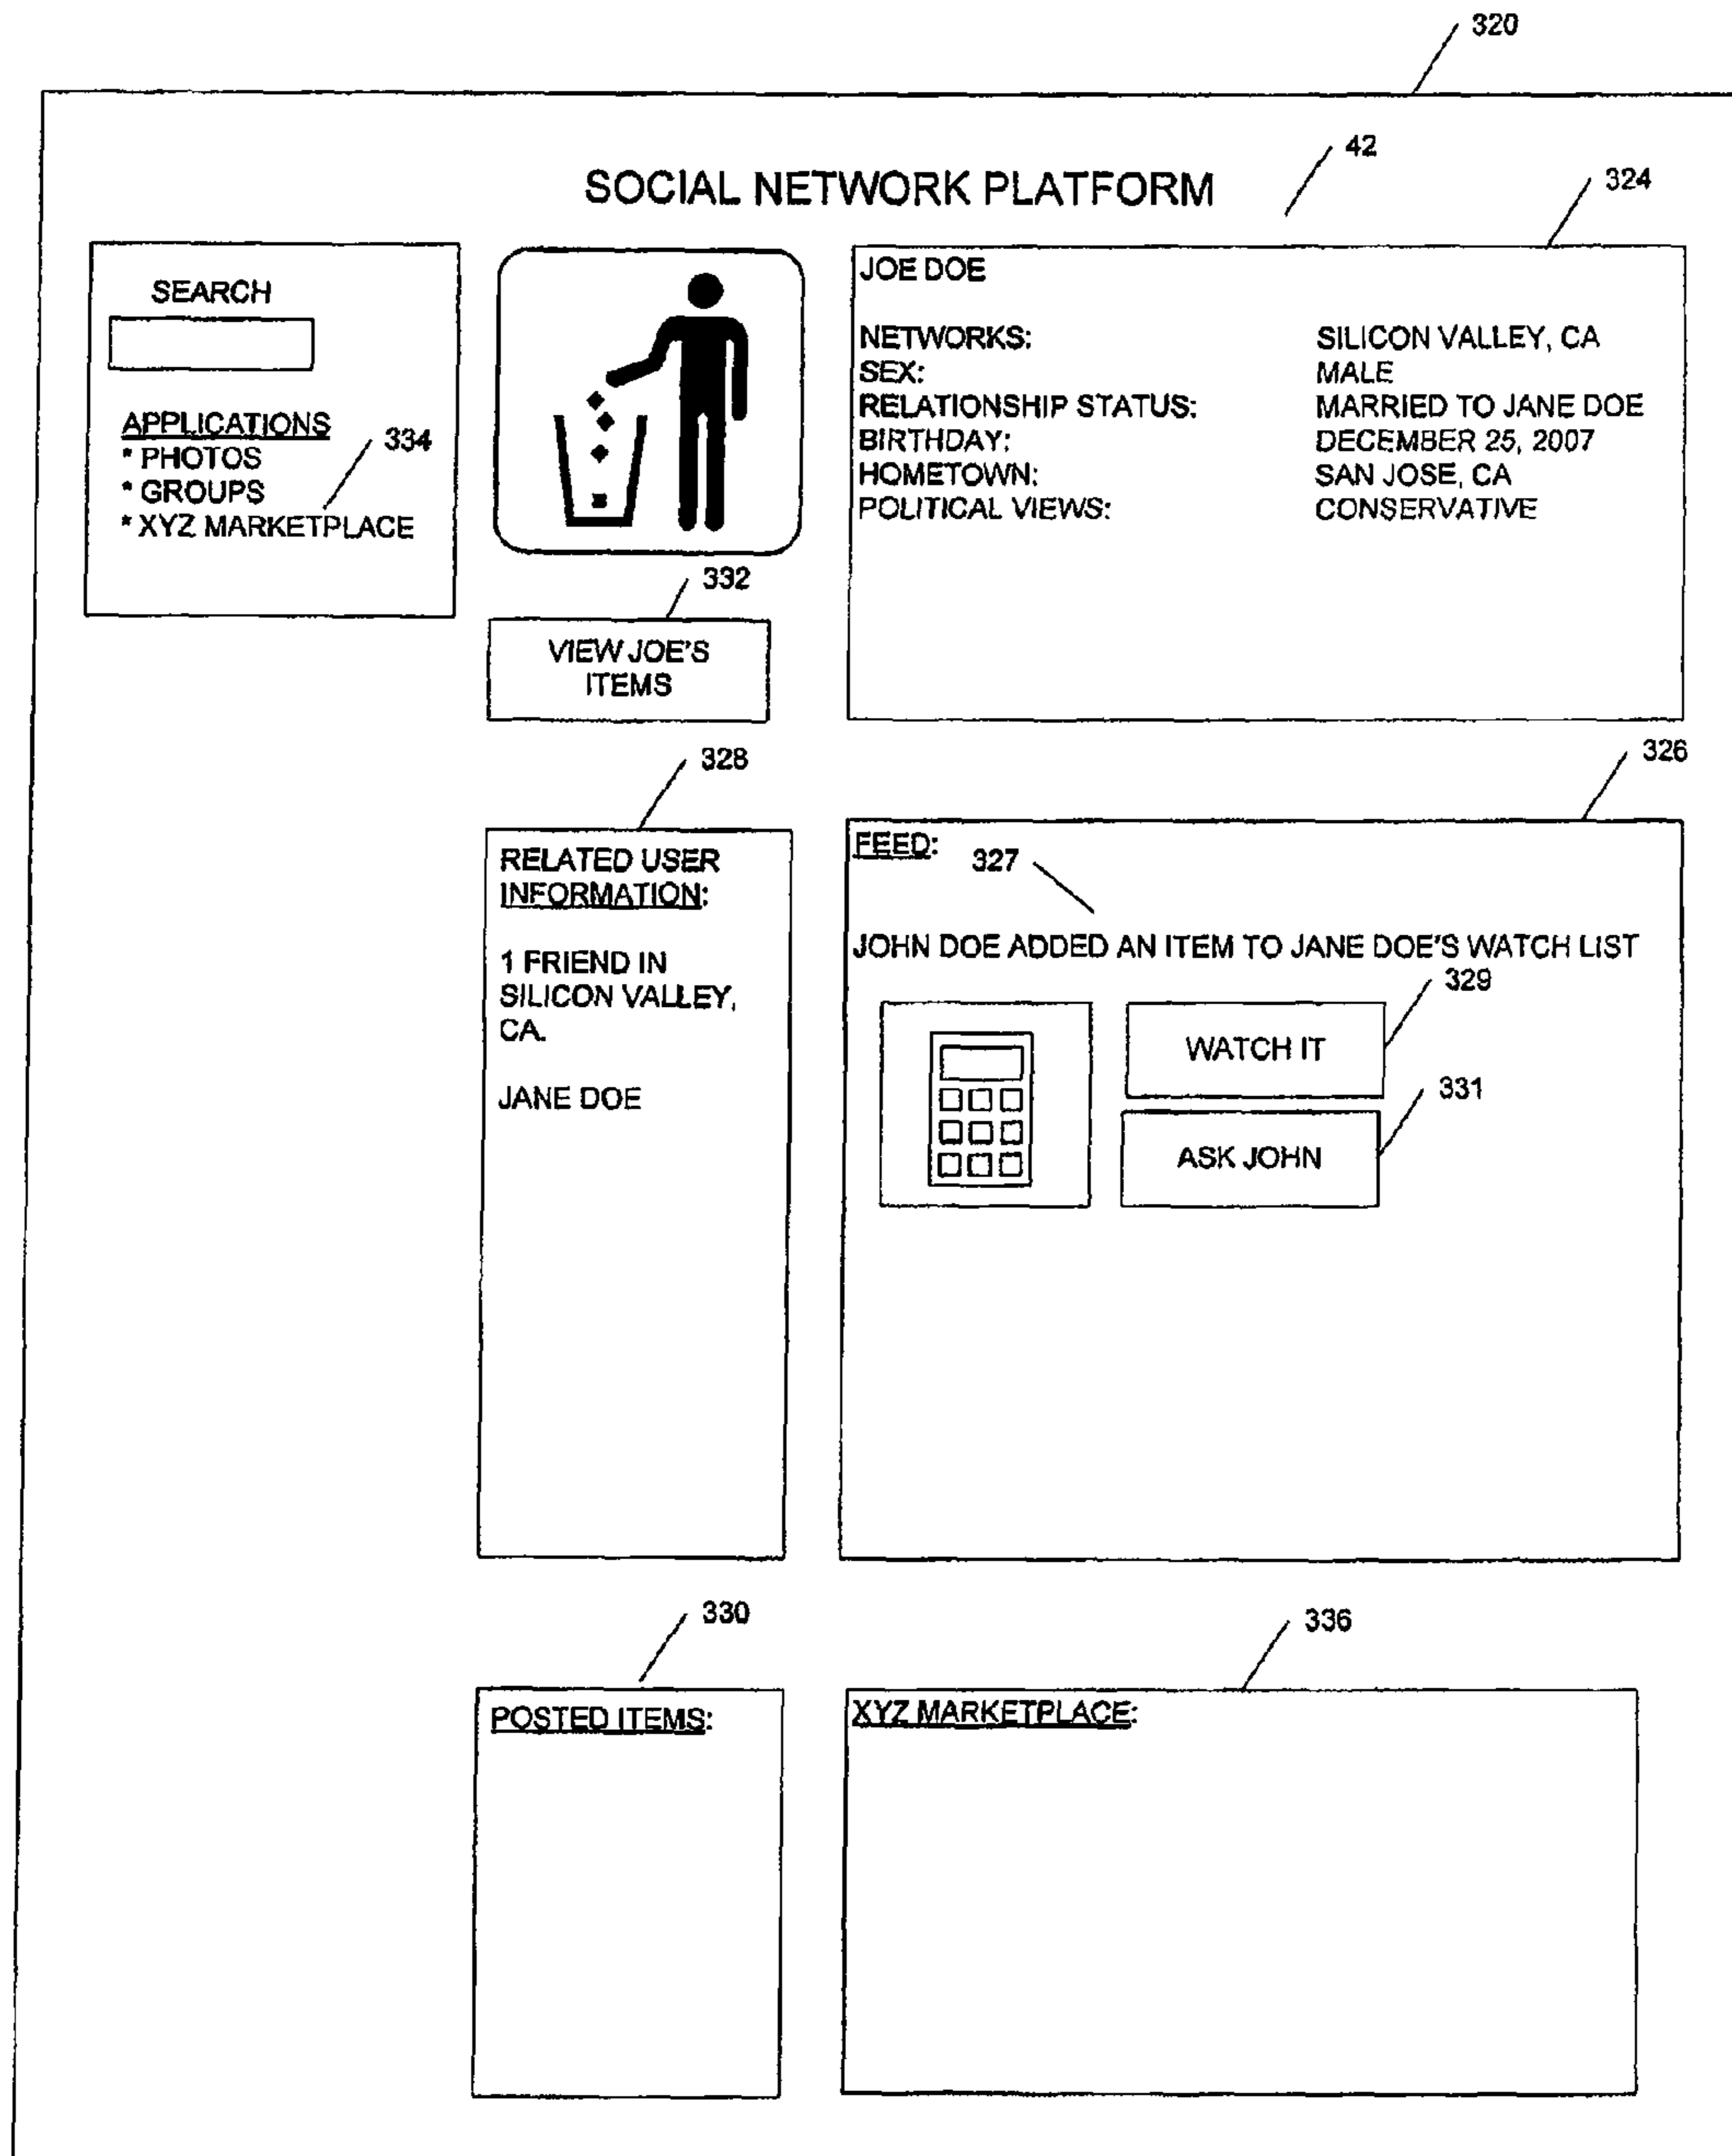 320
42
SOCIAL NETWORK PLATFORM
324
SEARCH
APPLICATIONS
334
* PHOTOS
* GROUPS
* XYZ MARKETPLACE
JOE DOE
NETWORKS: SILICON VALLEY, CA
SEX: MALE
RELATIONSHIP STATUS: MARRIED TO JANE DOE
BIRTHDAY: DECEMBER 25, 2007
HOMETOWN: SAN JOSE, CA
POLITICAL VIEWS: CONSERVATIVE
332
VIEW JOE'S
ITEMS
328
RELATED USER
INFORMATION:
1 FRIEND IN
SILICON VALLEY,
CA.
JANE DOE
326
FEED:
327
JOHN DOE ADDED AN ITEM TO JANE DOE'S WATCH LIST
329
WATCH IT
331
ASK JOHN
330
POSTED ITEMS:
336
XYZ MARKETPLACE: